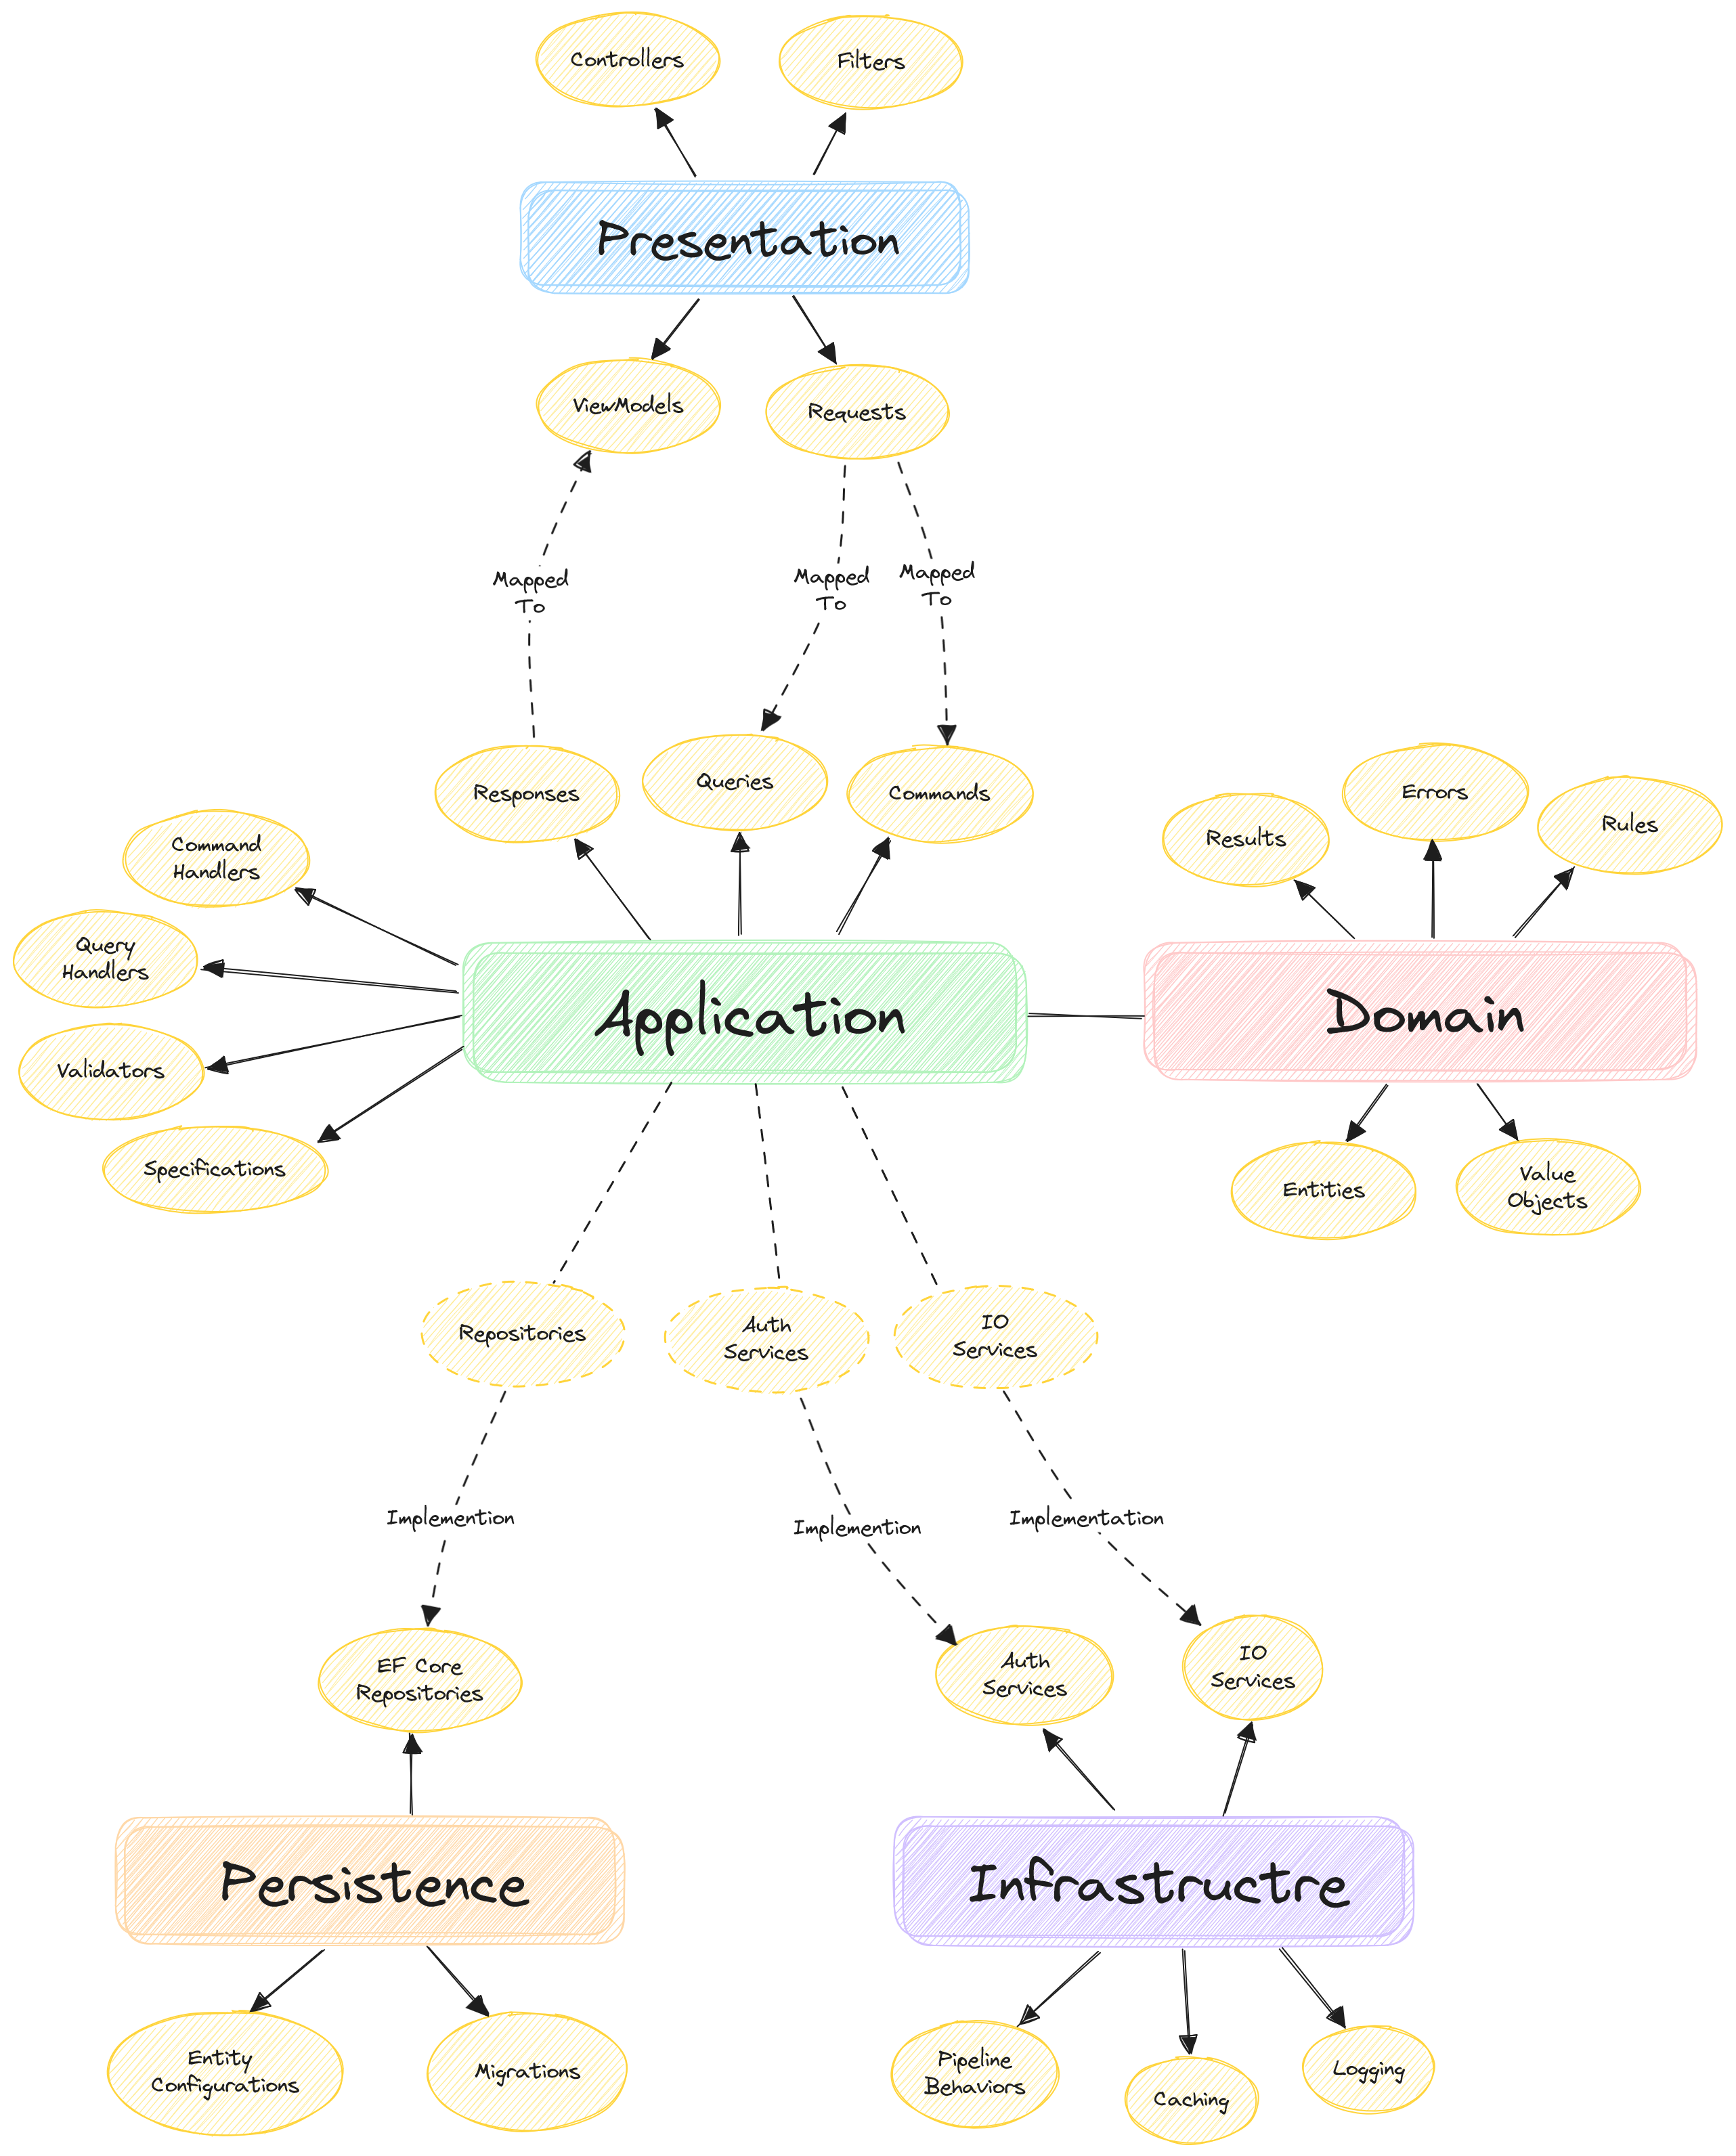 Controllers
Filters
Presentation
ViewModels
Requests
Mapped
To
Mapped
To
Mapped
To
Responses
Queries
Commands
Results
Errors
Rules
Command
Handlers
Query
Handlers
Validators
Specifications
Application
Domain
Entities
Value
Objects
Repositories
Auth
Services
IO
Services
Implemention
Implemention
Implementation
EF Core
Repositories
Auth
Services
IO
Services
Persistence
Infrastructre
Entity
Configurations
Migrations
Pipeline
Behaviors
Caching
Logging